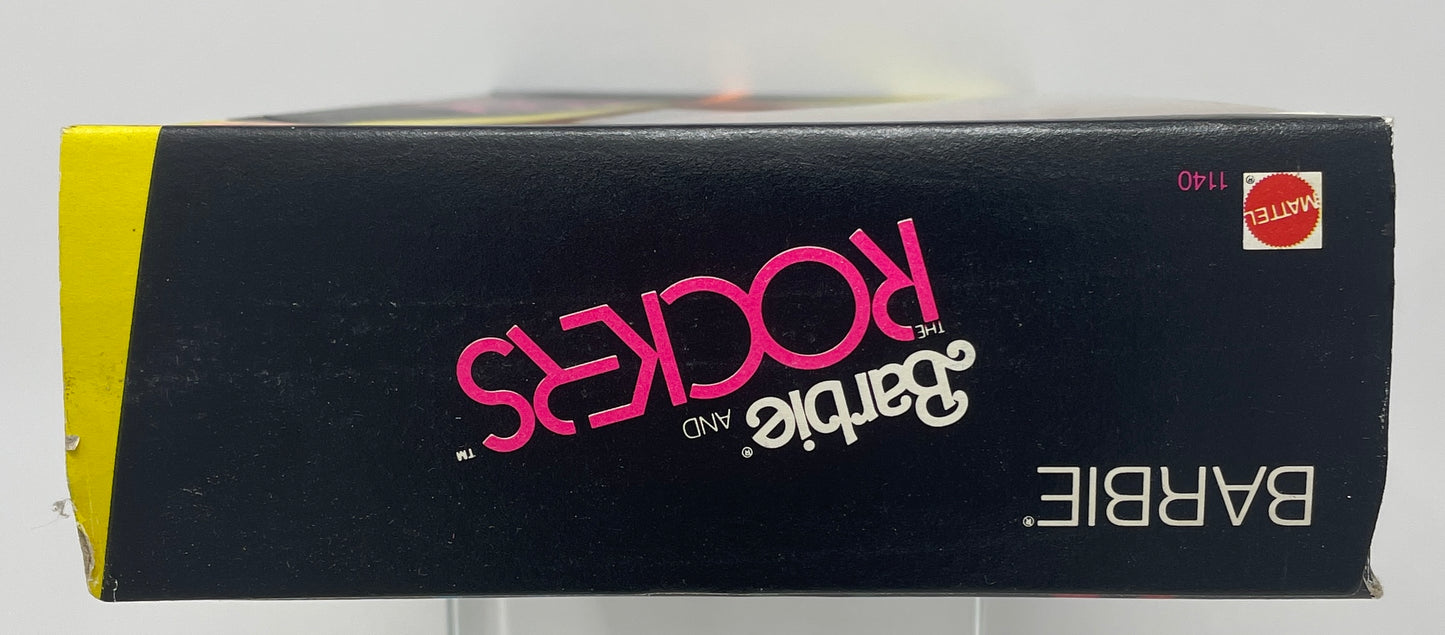 BARBIE®
Barbie® AND
THE ROCKERS™
MATTEL®
1140